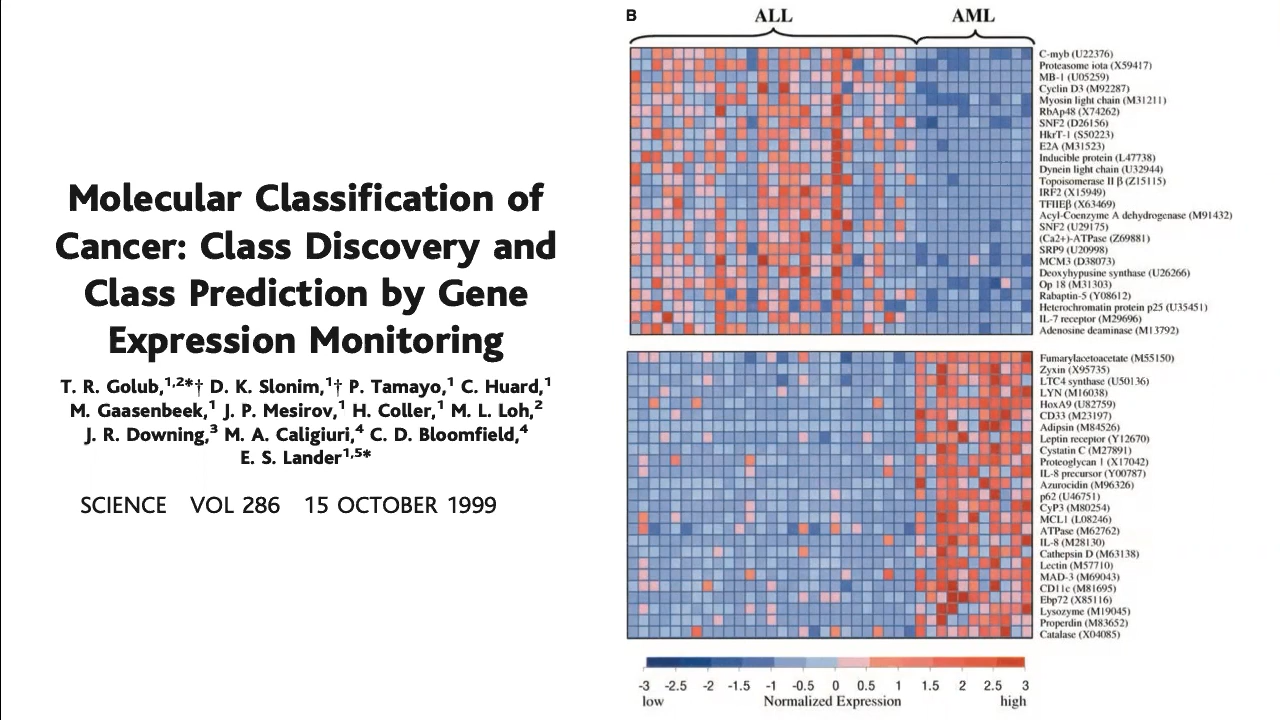 Molecular Classification of
Cancer: Class Discovery and
Class Prediction by Gene
Expression Monitoring
T. R. Golub,1,2*† D. K. Slonim,1† P. Tamayo,1 C. Huard,1
M. Gaasenbeek,1 J. P. Mesirov,1 H. Coller,1 M. L. Loh,2
J. R. Downing,3 M. A. Caligiuri,4 C. D. Bloomfield,4
E. S. Lander1,5*
SCIENCE VOL 286 15 OCTOBER 1999
B
ALL AML
C-myb (U22376)
Proteasome iota (X59417)
MB-1 (U05259)
Cyclin D3 (M92287)
Myosin light chain (M31211)
RbAp48 (X74262)
SNF2 (D26156)
HkrT-1 (S50223)
E2A (M31523)
Inducible protein (L47738)
Dynein light chain (U32944)
Topoisomerase II β (Z15115)
IRF2 (X15949)
TFIIEβ (X63469)
Acyl-Coenzyme A dehydrogenase (M91432)
SNF2 (U29175)
(Ca2+)-ATPase (Z69881)
SRP9 (U20998)
MCM3 (D38073)
Deoxyhypusine synthase (U26266)
Op 18 (M31303)
Rabaptin-5 (Y08612)
Heterochromatin protein p25 (U35451)
IL-7 receptor (M29696)
Adenosine deaminase (M13792)
Fumarylacetoacetate (M55150)
Zyxin (X95735)
LTC4 synthase (U50136)
LYN (M16038)
HoxA9 (U82759)
CD33 (M23197)
Adipsin (M84526)
Leptin receptor (Y12670)
Cystatin C (M27891)
Proteoglycan 1 (X17042)
IL-8 precursor (Y00787)
Azurocidin (M96326)
p62 (U46751)
CyP3 (M80254)
MCL1 (L08246)
ATPase (M62762)
IL-8 (M28130)
Cathepsin D (M63138)
Lectin (M57710)
MAD-3 (M69043)
CD11c (M81695)
Ebp72 (X85116)
Lysozyme (M19045)
Properdin (M83652)
Catalase (X04085)
-3 -2.5 -2 -1.5 -1 -0.5 0 0.5 1 1.5 2 2.5 3
low Normalized Expression high